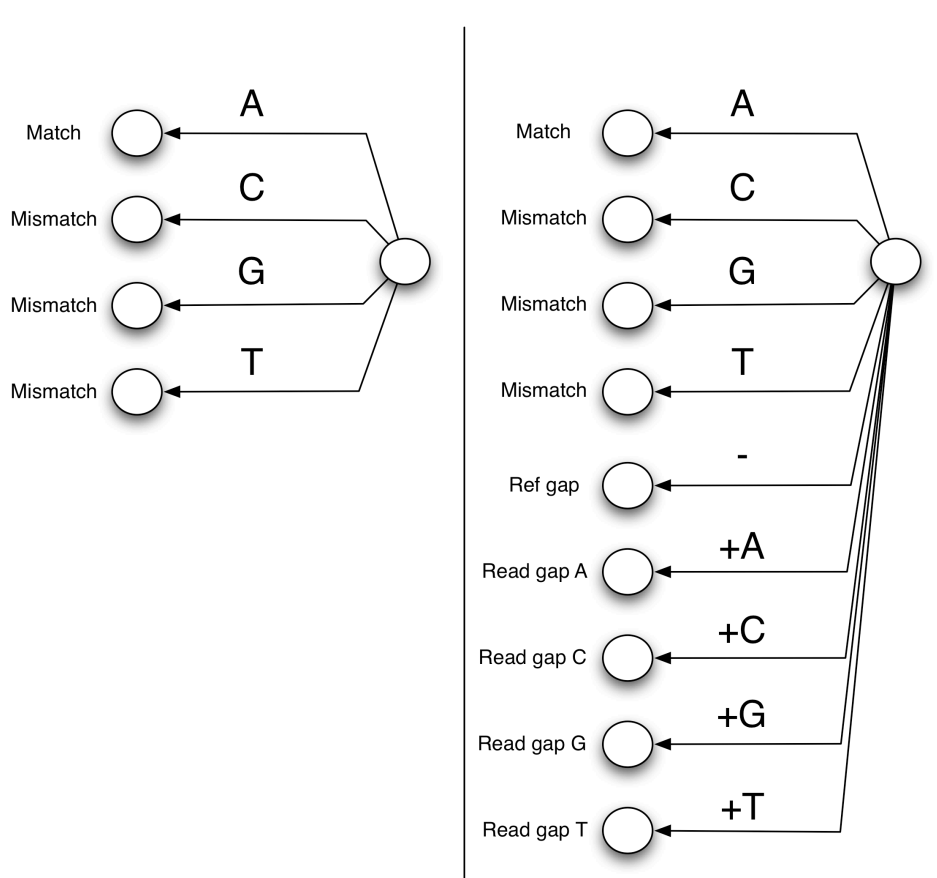 A
Match
C
Mismatch
G
Mismatch
T
Mismatch
A
Match
C
Mismatch
G
Mismatch
T
Mismatch
-
Ref gap
+A
Read gap A
+C
Read gap C
+G
Read gap G
+T
Read gap T